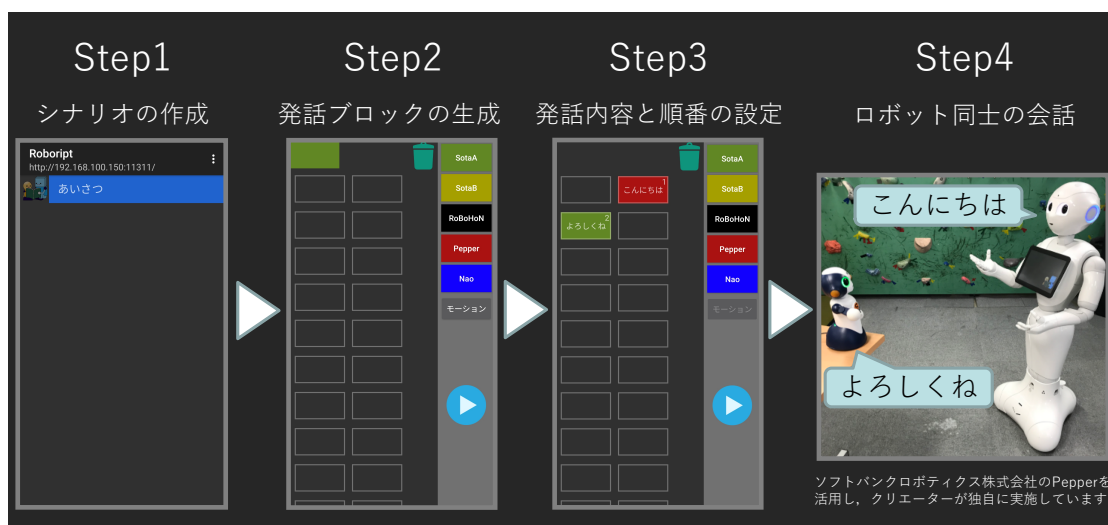 Step1
シナリオの作成
Roboript
http://192.168.100.150:11311/
あいさつ
Step2
発話ブロックの生成
SotaA
SotaB
RoBoHoN
Pepper
Nao
モーション
Step3
発話内容と順番の設定
1
こんにちは
2
よろしくね
SotaA
SotaB
RoBoHoN
Pepper
Nao
モーション
Step4
ロボット同士の会話
こんにちは
よろしくね
ソフトバンクロボティクス株式会社のPepperを
活用し，クリエーターが独自に実施しています